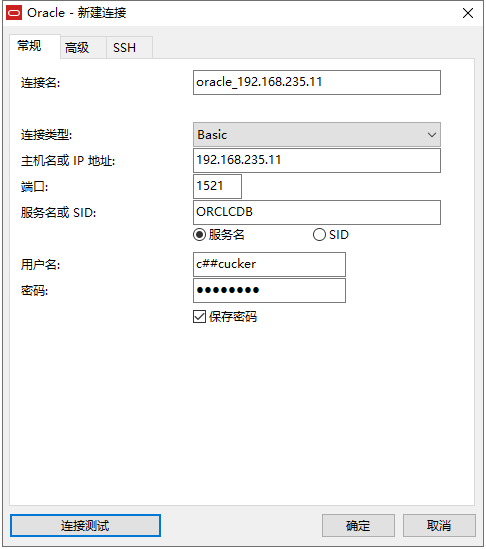 Oracle - 新建连接
常规 高级 SSH
连接名: oracle_192.168.235.11
连接类型: Basic
主机名或 IP 地址: 192.168.235.11
端口: 1521
服务名或 SID: ORCLCDB
服务名 SID
用户名: c##cucker
密码: ●●●●●●●●
保存密码
连接测试 确定 取消